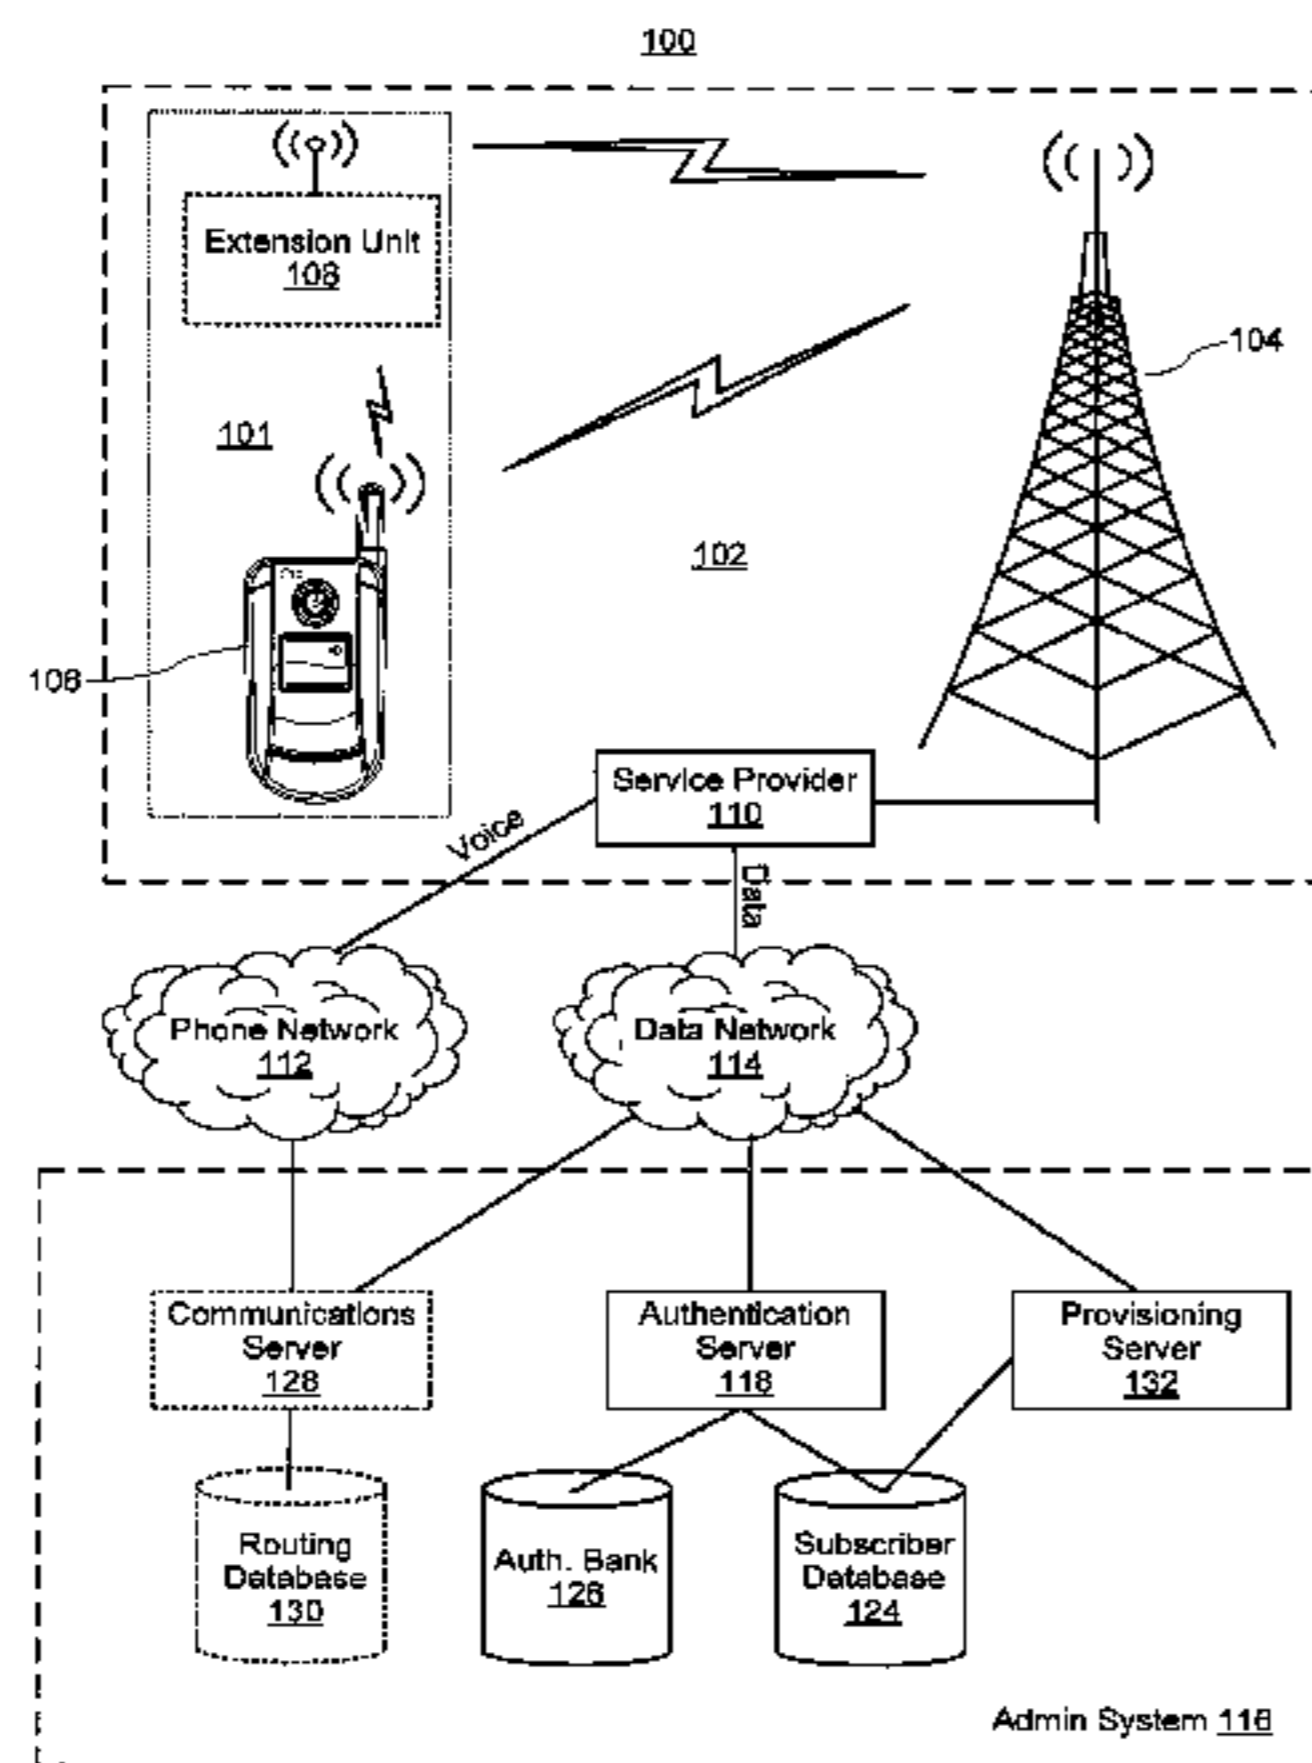 100
Extension Unit
108
104
101
102
106
Service Provider
110
Voice
Data
Phone Network
112
Data Network
114
Communications
Server
128
Authentication
Server
118
Provisioning
Server
132
Routing
Database
130
Auth. Bank
126
Subscriber
Database
124
Admin System 116